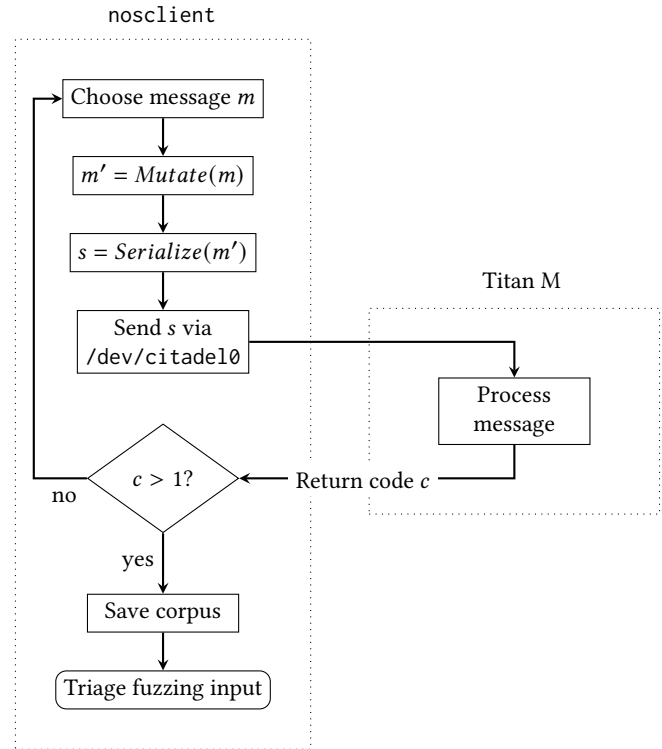 nosclient
Choose message m
m′ = Mutate(m)
s = Serialize(m′)
Titan M
Send s via
/dev/citadel0
Process
message
c > 1?
Return code c
no
yes
Save corpus
Triage fuzzing input